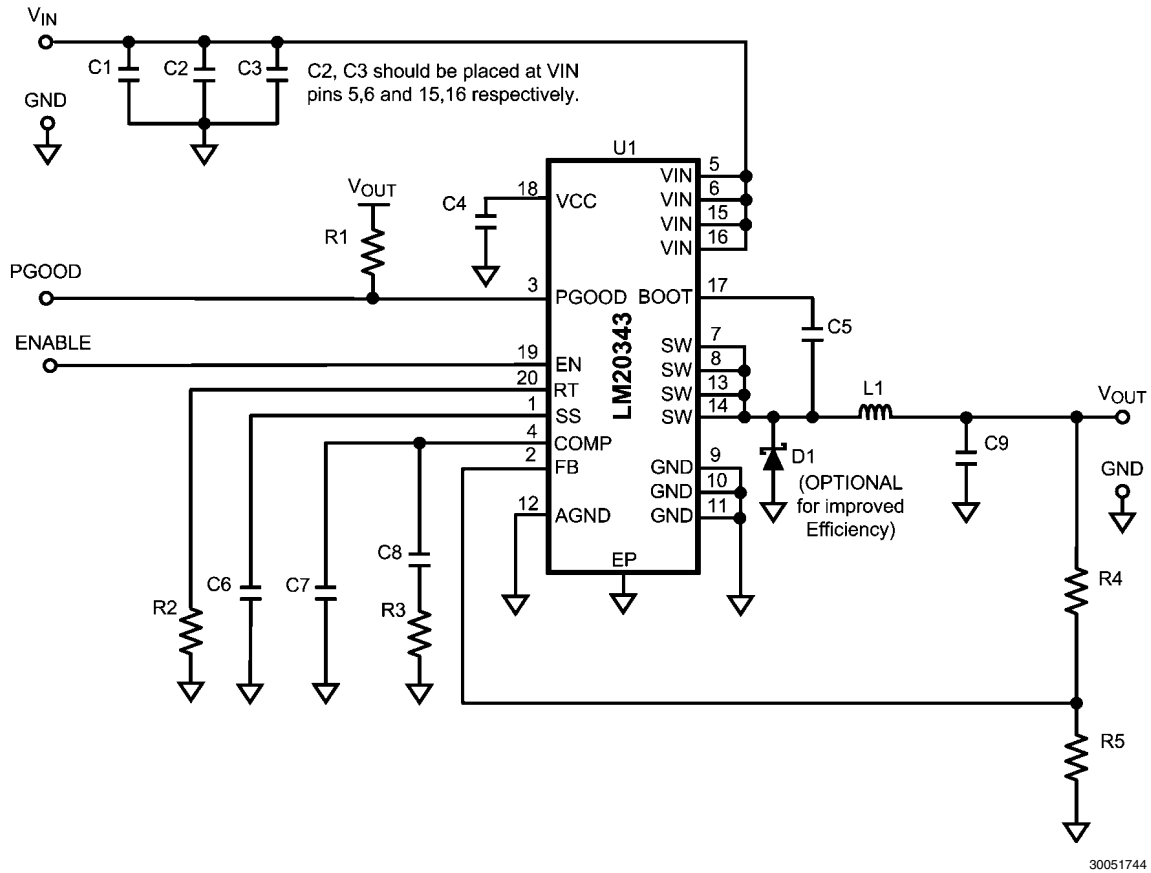 VIN
C1
C2
C3
C2, C3 should be placed at VIN
pins 5,6 and 15,16 respectively.
GND
U1
VOUT
R1
C4
18
VCC
VIN
5
VIN
6
VIN
15
VIN
16
PGOOD
3
PGOOD
BOOT
17
C5
ENABLE
19
EN
20
RT
1
SS
4
COMP
2
FB
12
AGND
LM20343
SW
7
SW
8
SW
13
SW
14
L1
VOUT
C9
GND
D1
(OPTIONAL
for improved
Efficiency)
GND
9
GND
10
GND
11
EP
R2
C6
C7
C8
R3
R4
R5
30051744